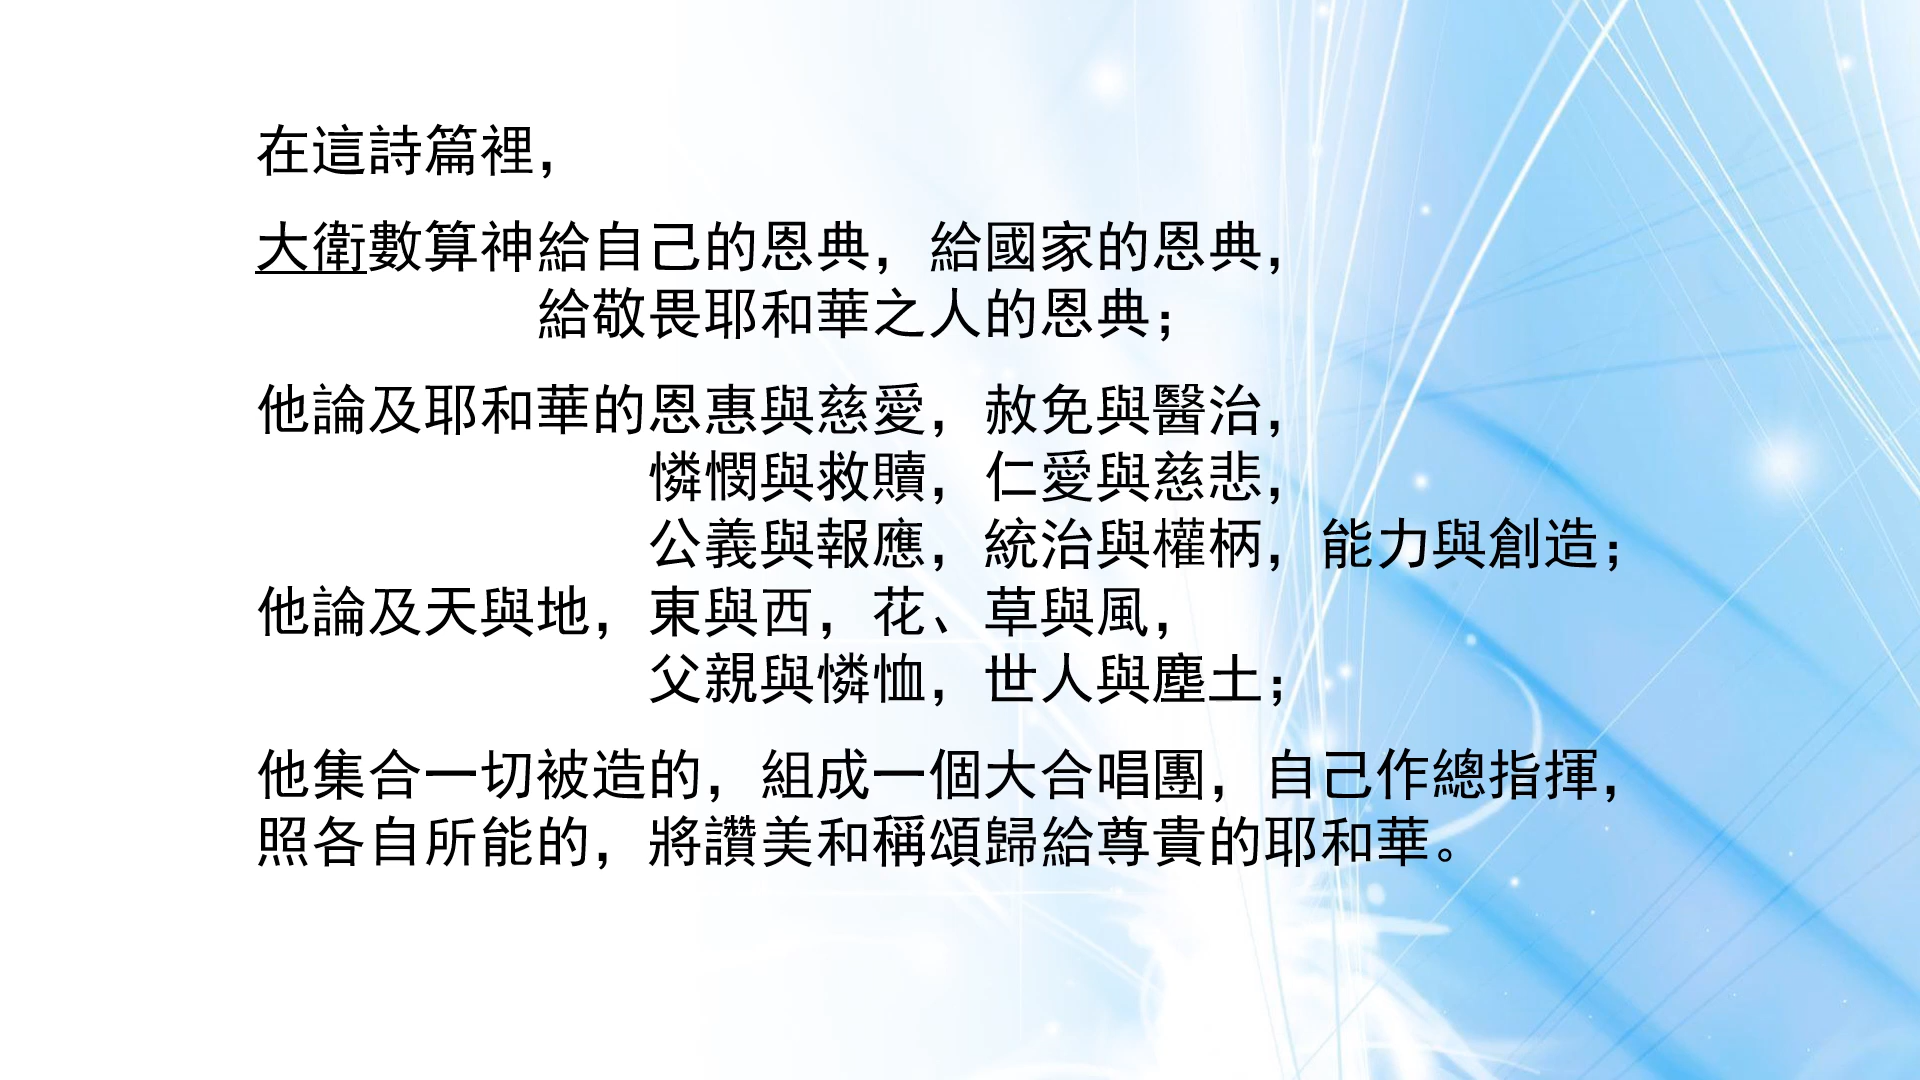 在這詩篇裡，
大衛數算神給自己的恩典，給國家的恩典，
給敬畏耶和華之人的恩典；
他論及耶和華的恩惠與慈愛，赦免與醫治，
憐憫與救贖，仁愛與慈悲，
公義與報應，統治與權柄，能力與創造；
他論及天與地，東與西，花、草與風，
父親與憐恤，世人與塵土；
他集合一切被造的，組成一個大合唱團，自己作總指揮，
照各自所能的，將讚美和稱頌歸給尊貴的耶和華。